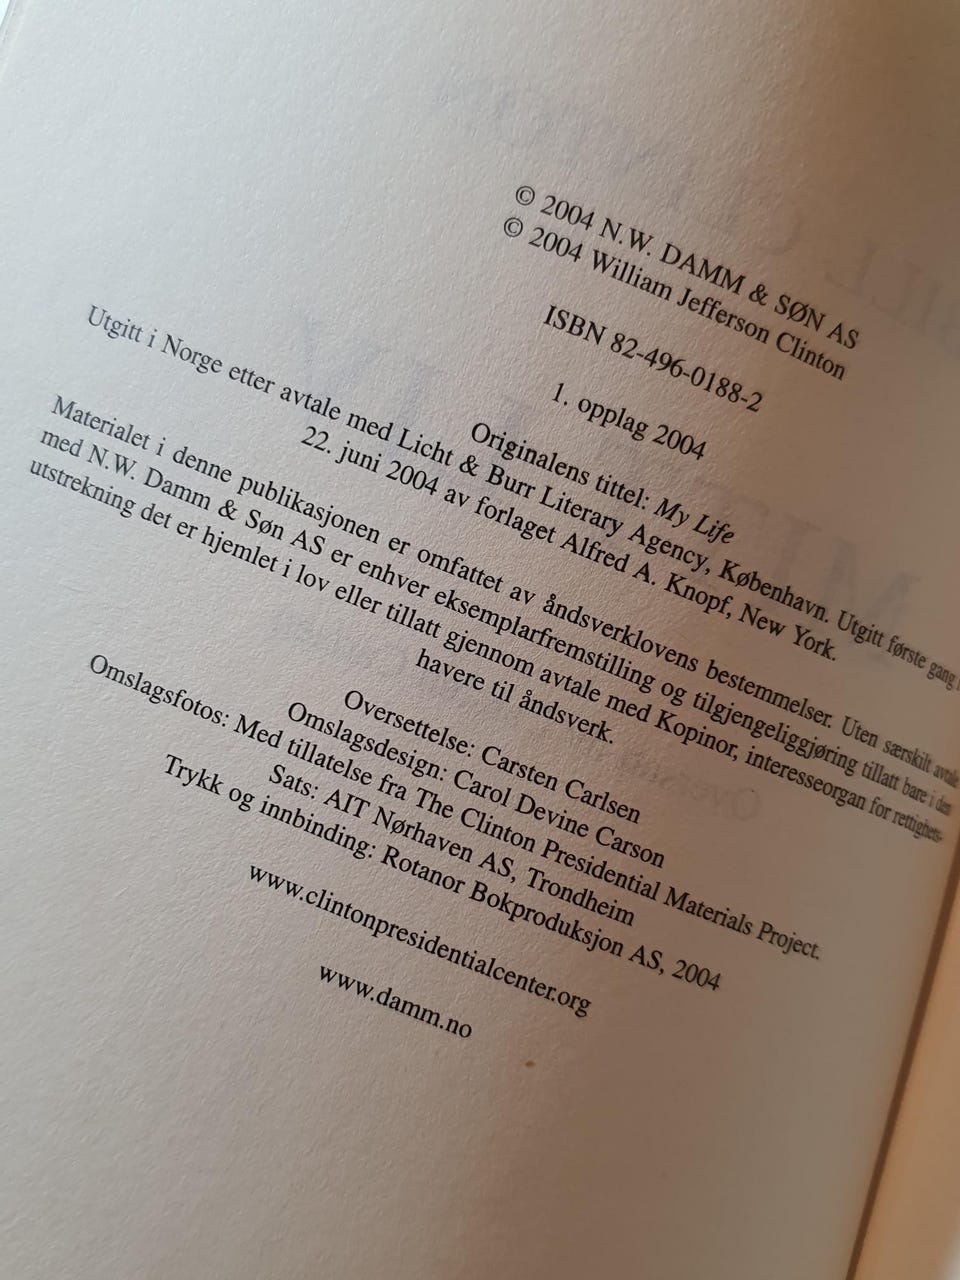 © 2004 N.W. DAMM & SØN AS
© 2004 William Jefferson Clinton
ISBN 82-496-0188-2
1. opplag 2004
Originalens tittel: My Life
Utgitt i Norge etter avtale med Licht & Burr Literary Agency, København. Utgitt første gang
22. juni 2004 av forlaget Alfred A. Knopf, New York.
Materialet i denne publikasjonen er omfattet av åndsverklovens bestemmelser. Uten særskilt avtale
med N.W. Damm & Søn AS er enhver eksemplarfremstilling og tilgjengeliggjøring tillatt bare i den
utstrekning det er hjemlet i lov eller tillatt gjennom avtale med Kopinor, interesseorgan for rettighets-
havere til åndsverk.
Oversettelse: Carsten Carlsen
Omslagsdesign: Carol Devine Carson
Omslagsfotos: Med tillatelse fra The Clinton Presidential Materials Project.
Sats: AIT Nørhaven AS, Trondheim
Trykk og innbinding: Rotanor Bokproduksjon AS, 2004
www.clintonpresidentialcenter.org
www.damm.no